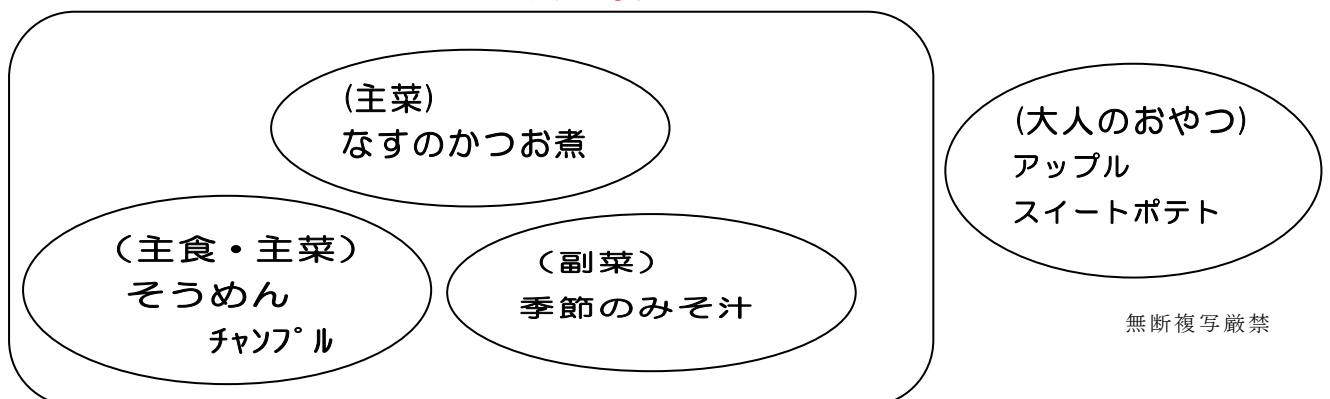 (主菜)
なすのかつお煮
(大人のおやつ)
アップル
スイートポテト
（主食・主菜）
そうめん
ﾁｬﾝﾌﾟﾙ
（副菜）
季節のみそ汁
無断複写厳禁